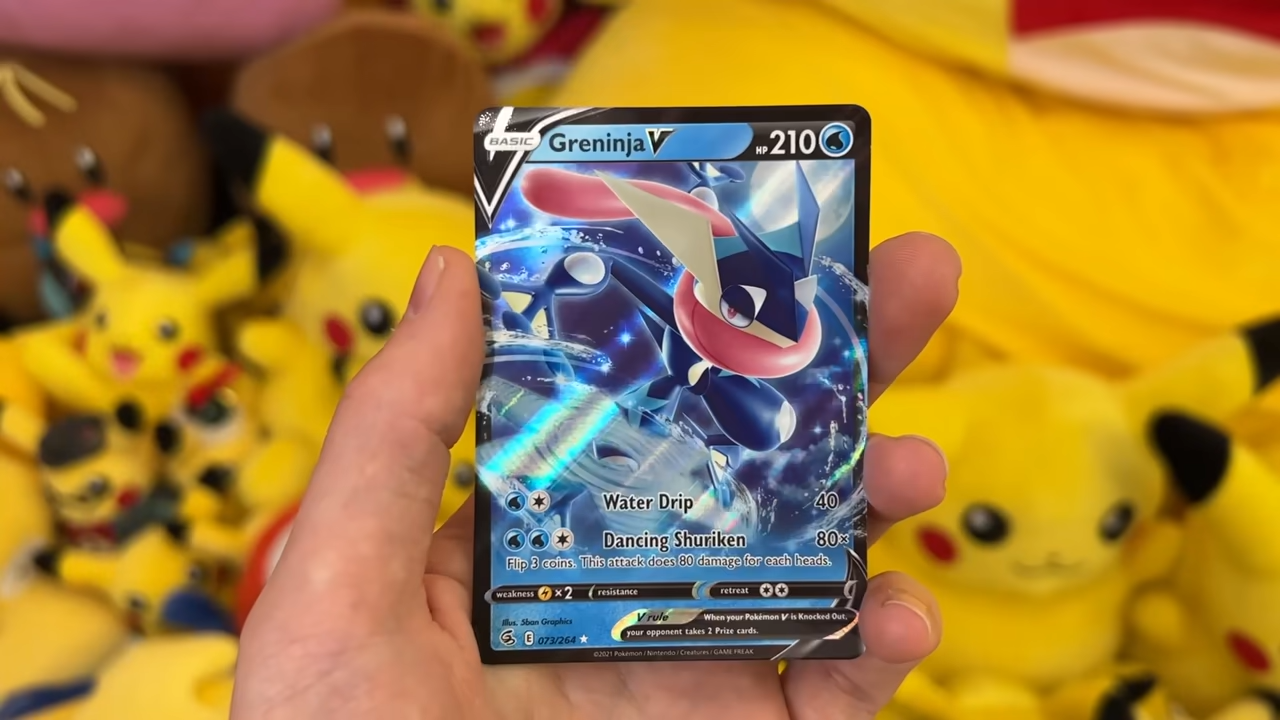 BASIC Greninja V HP 210
Water Drip 40
Dancing Shuriken 80×
Flip 3 coins. This attack does 80 damage for each heads.
weakness ×2 resistance retreat
Illus. 5ban Graphics
V rule When your Pokémon V is Knocked Out,
your opponent takes 2 Prize cards.
E 073/264
©2021 Pokémon / Nintendo / Creatures / GAME FREAK